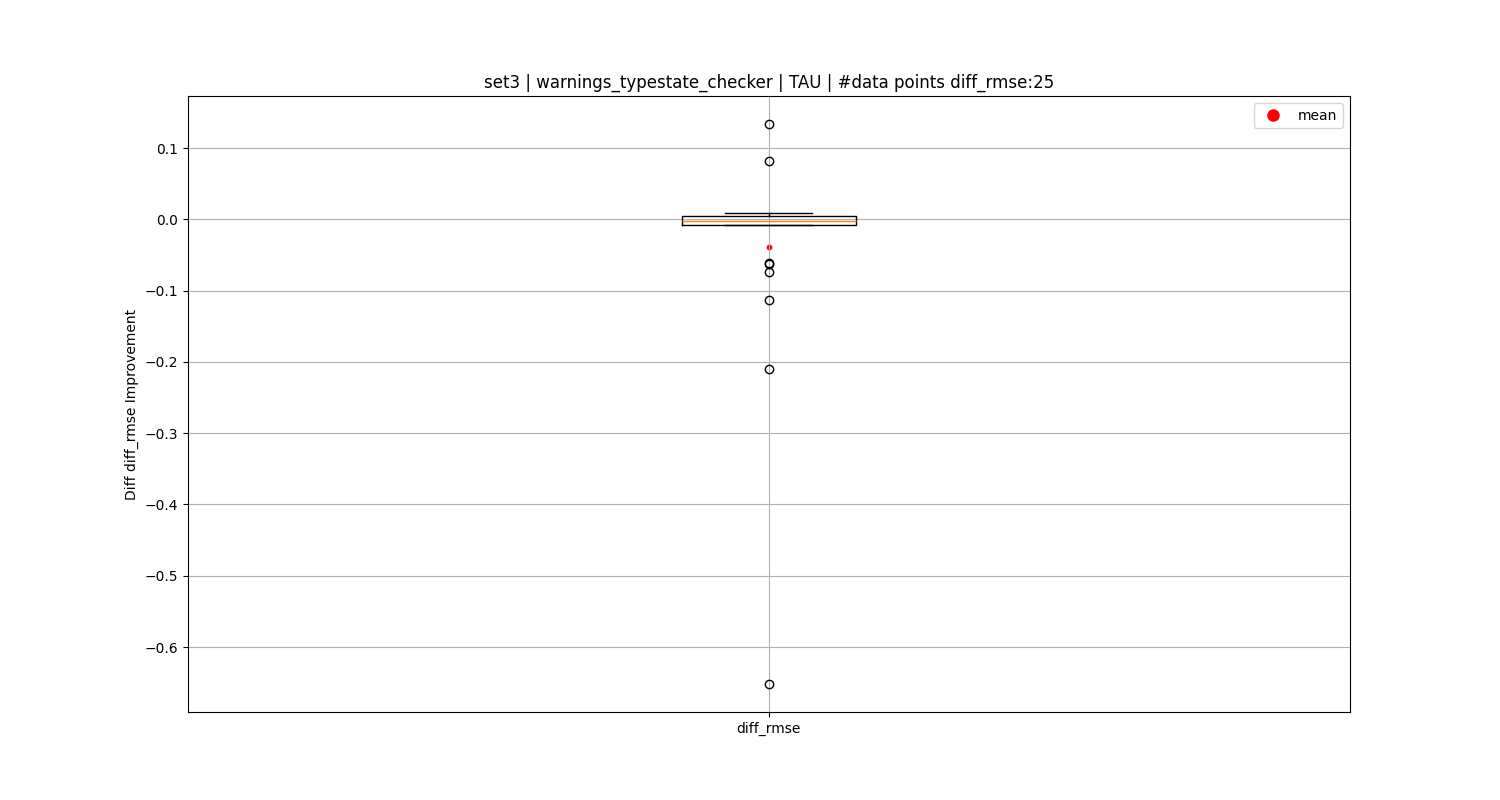 set3 | warnings_typestate_checker | TAU | #data points diff_rmse:25
mean
0.1
0.0
−0.1
−0.2
−0.3
−0.4
−0.5
−0.6
Diff diff_rmse Improvement
diff_rmse